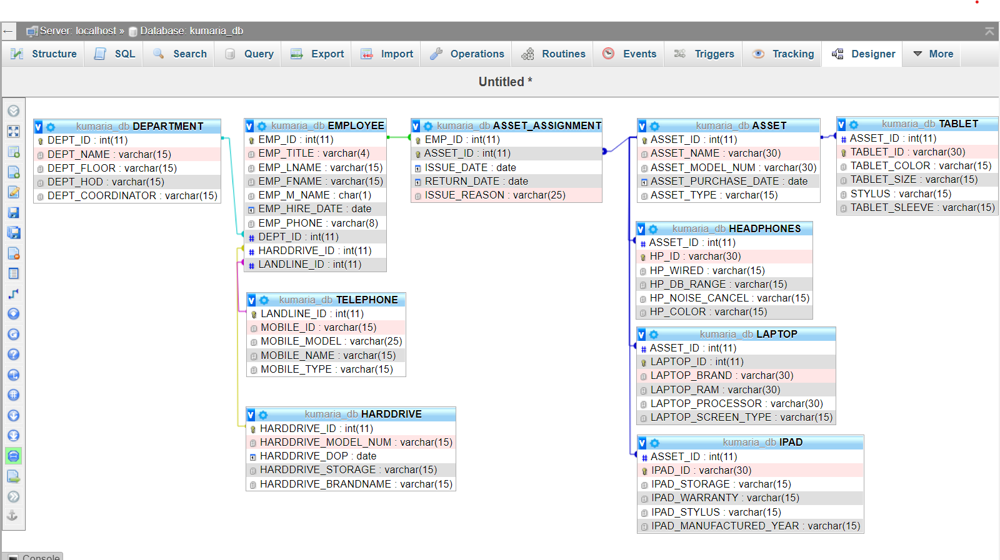 Server: localhost » Database: kumaria_db
Structure SQL Search Query Export Import Operations Routines Events Triggers Tracking Designer More
Untitled *
kumaria_db DEPARTMENT
DEPT_ID : int(11)
DEPT_NAME : varchar(15)
DEPT_FLOOR : varchar(15)
DEPT_HOD : varchar(15)
DEPT_COORDINATOR : varchar(15)
kumaria_db EMPLOYEE
EMP_ID : int(11)
EMP_TITLE : varchar(4)
EMP_LNAME : varchar(15)
EMP_FNAME : varchar(15)
EMP_M_NAME : char(1)
EMP_HIRE_DATE : date
EMP_PHONE : varchar(8)
DEPT_ID : int(11)
HARDDRIVE_ID : int(11)
LANDLINE_ID : int(11)
kumaria_db TELEPHONE
LANDLINE_ID : int(11)
MOBILE_ID : varchar(15)
MOBILE_MODEL : varchar(25)
MOBILE_NAME : varchar(15)
MOBILE_TYPE : varchar(15)
kumaria_db HARDDRIVE
HARDDRIVE_ID : int(11)
HARDDRIVE_MODEL_NUM : varchar(15)
HARDDRIVE_DOP : date
HARDDRIVE_STORAGE : varchar(15)
HARDDRIVE_BRANDNAME : varchar(15)
kumaria_db ASSET_ASSIGNMENT
EMP_ID : int(11)
ASSET_ID : int(11)
ISSUE_DATE : date
RETURN_DATE : date
ISSUE_REASON : varchar(25)
kumaria_db ASSET
ASSET_ID : int(11)
ASSET_NAME : varchar(30)
ASSET_MODEL_NUM : varchar(30)
ASSET_PURCHASE_DATE : date
ASSET_TYPE : varchar(15)
kumaria_db HEADPHONES
ASSET_ID : int(11)
HP_ID : varchar(30)
HP_WIRED : varchar(15)
HP_DB_RANGE : varchar(15)
HP_NOISE_CANCEL : varchar(15)
HP_COLOR : varchar(15)
kumaria_db LAPTOP
ASSET_ID : int(11)
LAPTOP_ID : int(11)
LAPTOP_BRAND : varchar(30)
LAPTOP_RAM : varchar(30)
LAPTOP_PROCESSOR : varchar(30)
LAPTOP_SCREEN_TYPE : varchar(15)
kumaria_db IPAD
ASSET_ID : int(11)
IPAD_ID : varchar(30)
IPAD_STORAGE : varchar(15)
IPAD_WARRANTY : varchar(15)
IPAD_STYLUS : varchar(15)
IPAD_MANUFACTURED_YEAR : varchar(15)
kumaria_db TABLET
ASSET_ID : int(11)
TABLET_ID : varchar(30)
TABLET_COLOR : varchar(15)
TABLET_SIZE : varchar(15)
STYLUS : varchar(15)
TABLET_SLEEVE : varchar(15)
Console